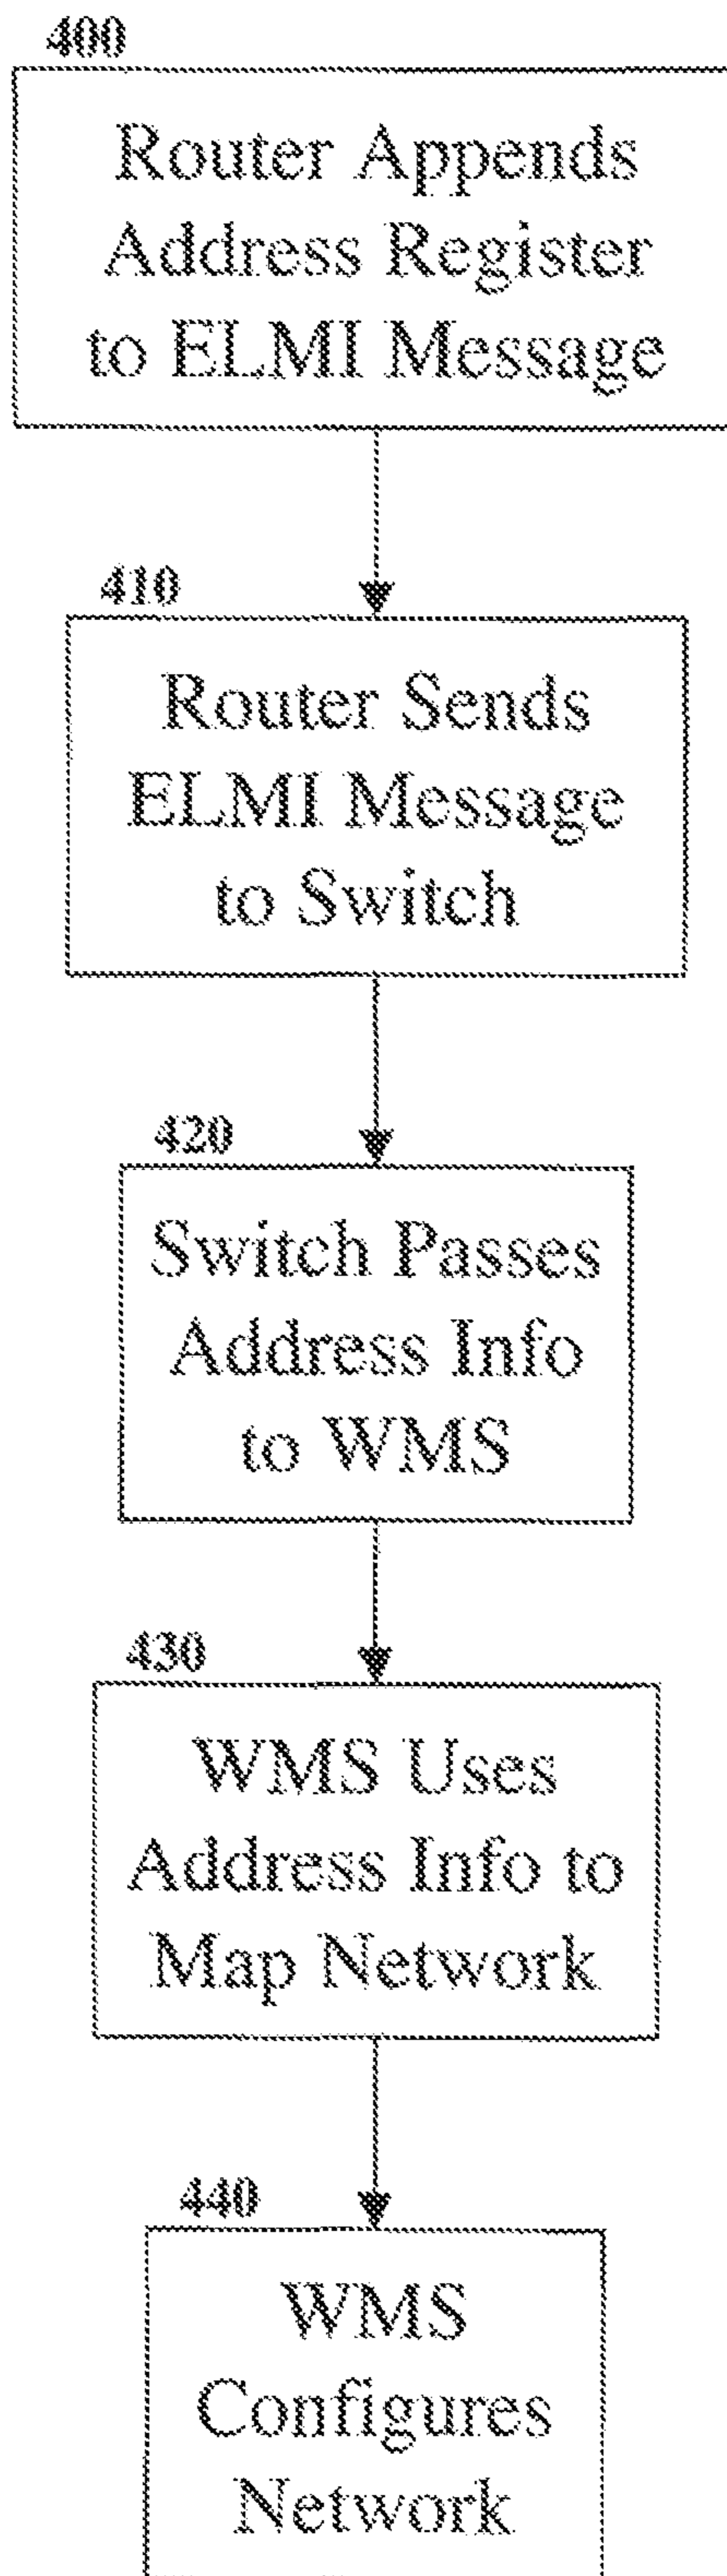 400
Router Appends
Address Register
to ELMI Message
410
Router Sends
ELMI Message
to Switch
420
Switch Passes
Address Info
to WMS
430
WMS Uses
Address Info to
Map Network
440
WMS
Configures
Network